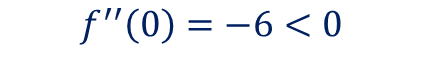 f′′(0) = −6 < 0